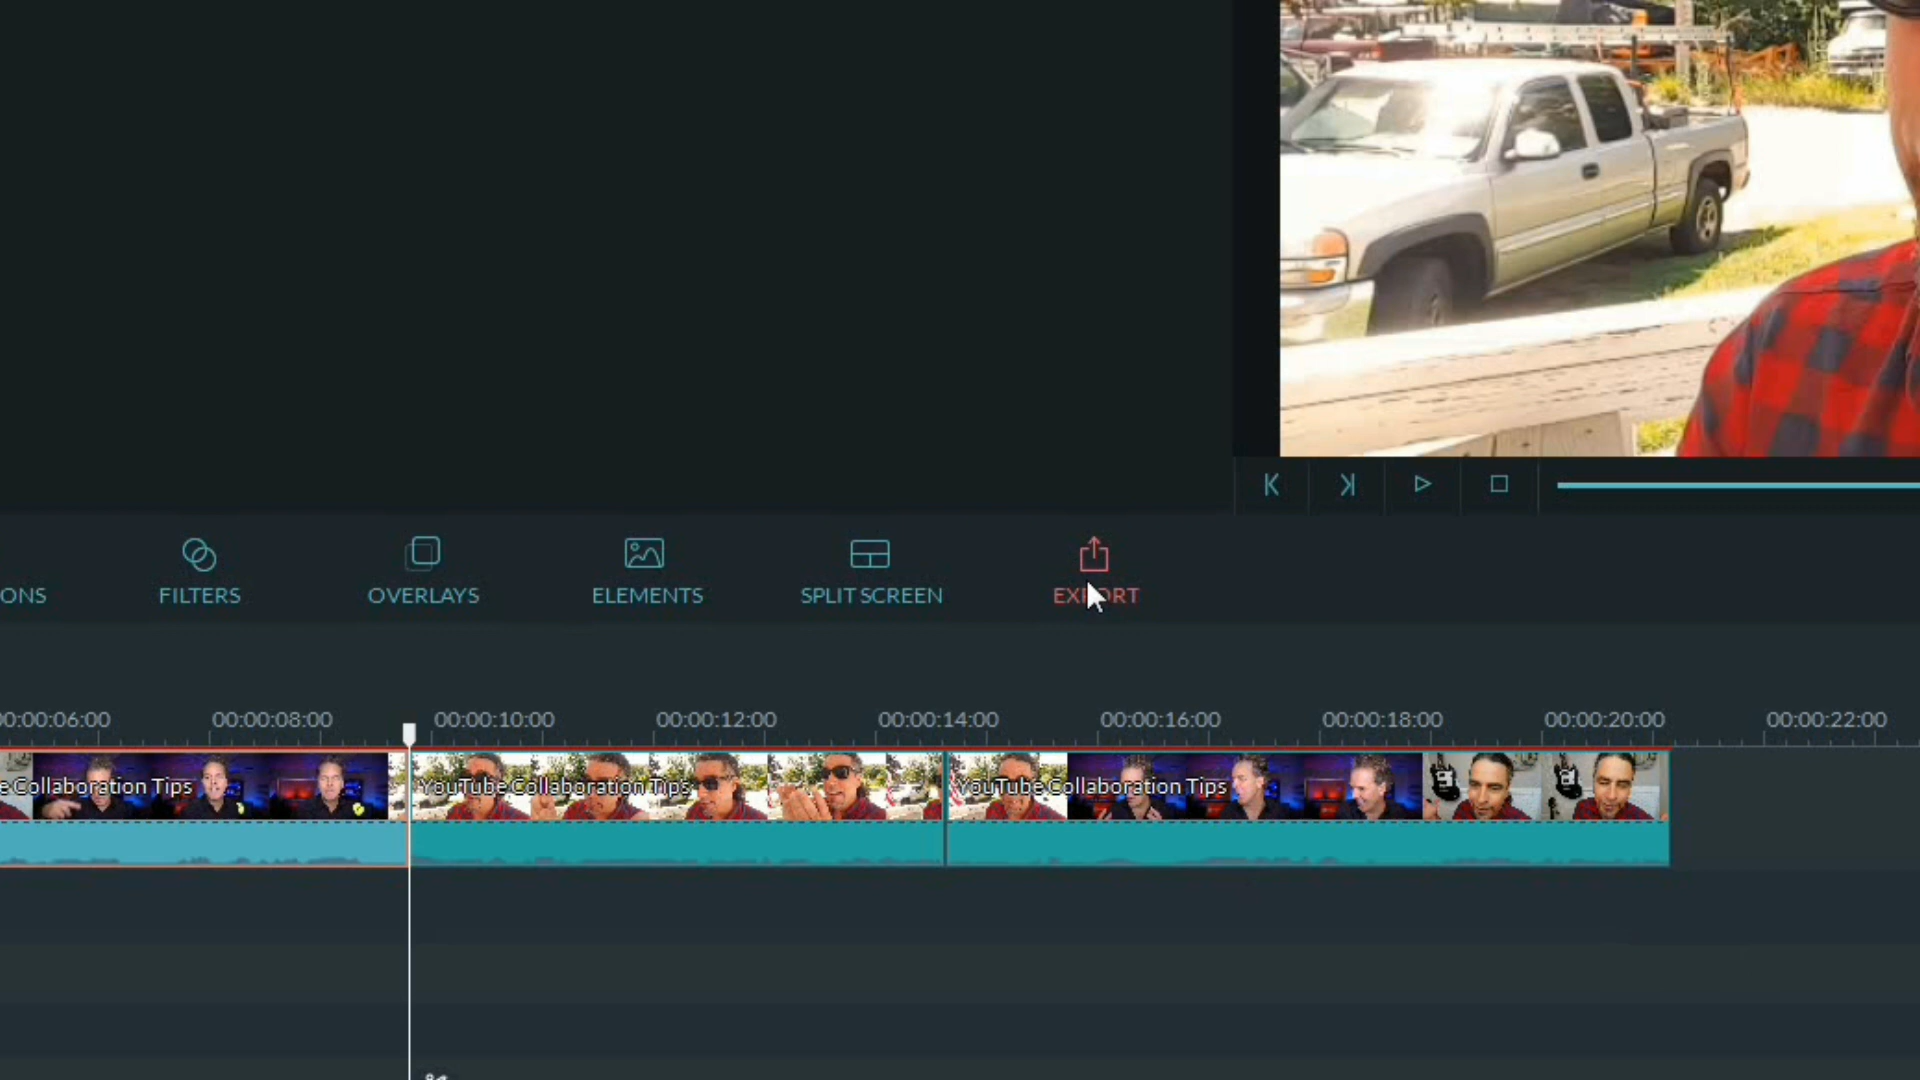 ONS
FILTERS
OVERLAYS
ELEMENTS
SPLIT SCREEN
EXPORT
00:00:06:00
00:00:08:00
00:00:10:00
00:00:12:00
00:00:14:00
00:00:16:00
00:00:18:00
00:00:20:00
00:00:22:00
e Collaboration Tips
YouTube Collaboration Tips
YouTube Collaboration Tips